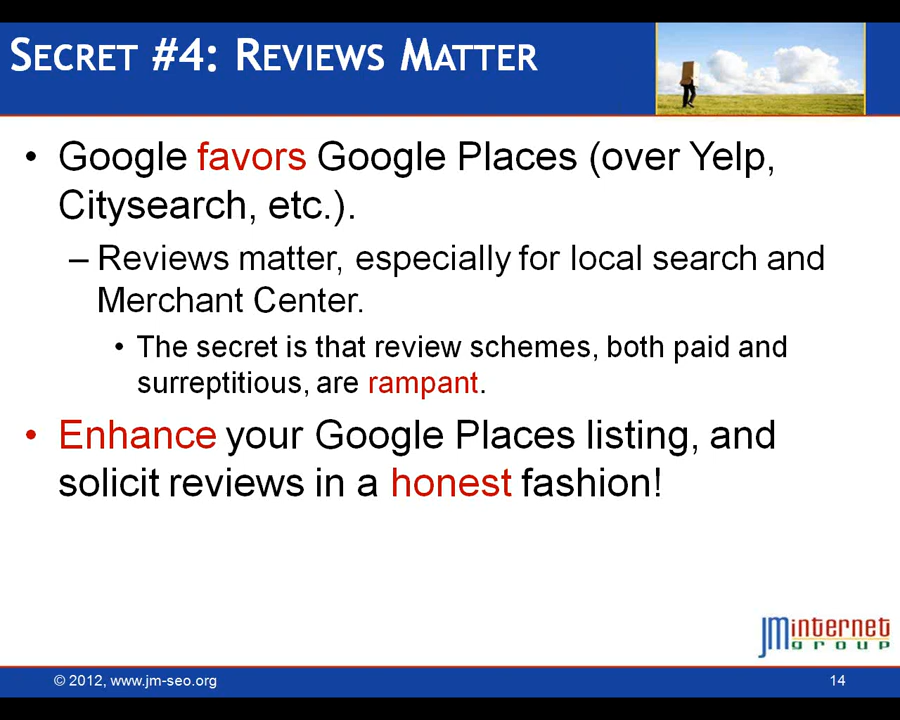 SECRET #4: REVIEWS MATTER
• Google favors Google Places (over Yelp,
Citysearch, etc.).
– Reviews matter, especially for local search and
Merchant Center.
• The secret is that review schemes, both paid and
surreptitious, are rampant.
• Enhance your Google Places listing, and
solicit reviews in a honest fashion!
JMinternet
group
© 2012, www.jm-seo.org
14